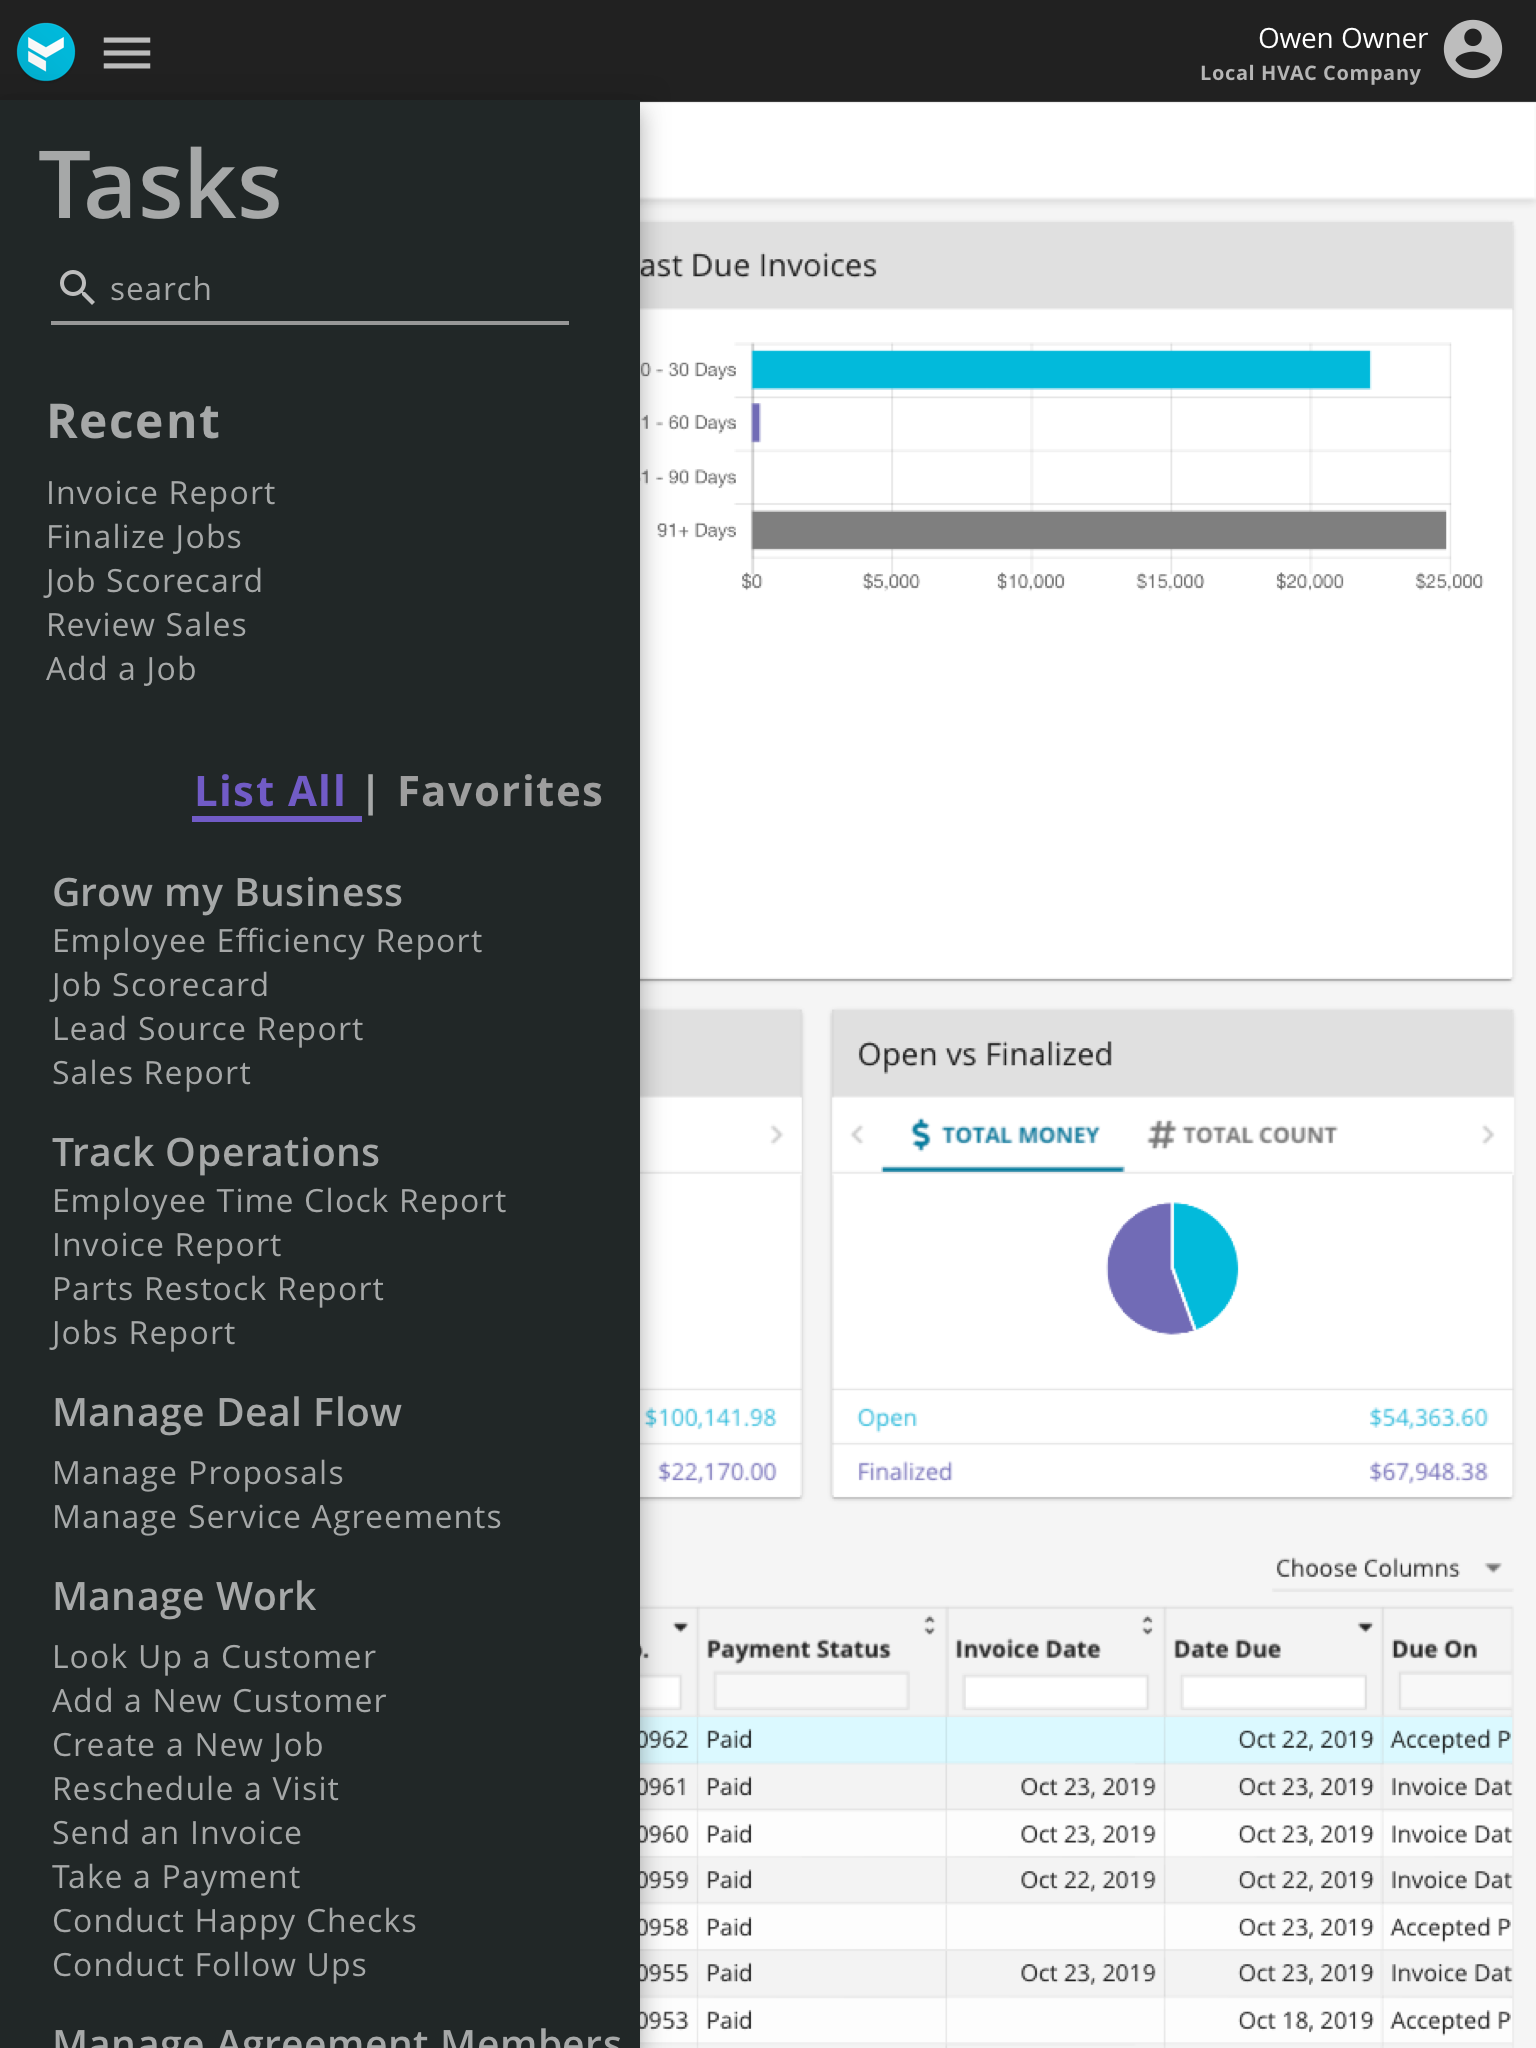 Owen Owner
Local HVAC Company
Tasks
search
Recent
Invoice Report
Finalize Jobs
Job Scorecard
Review Sales
Add a Job
List All | Favorites
Grow my Business
Employee Efficiency Report
Job Scorecard
Lead Source Report
Sales Report
Track Operations
Employee Time Clock Report
Invoice Report
Parts Restock Report
Jobs Report
Manage Deal Flow
Manage Proposals
Manage Service Agreements
Manage Work
Look Up a Customer
Add a New Customer
Create a New Job
Reschedule a Visit
Send an Invoice
Take a Payment
Conduct Happy Checks
Conduct Follow Ups
Manage Agreement Members
ast Due Invoices
0 - 30 Days
1 - 60 Days
1 - 90 Days
91+ Days
$0 $5,000 $10,000 $15,000 $20,000 $25,000
$100,141.98
$22,170.00
Open vs Finalized
$ TOTAL MONEY # TOTAL COUNT
Open $54,363.60
Finalized $67,948.38
Choose Columns
. Payment Status Invoice Date Date Due Due On
0962 Paid Oct 22, 2019 Accepted P
0961 Paid Oct 23, 2019 Oct 23, 2019 Invoice Dat
0960 Paid Oct 23, 2019 Oct 23, 2019 Invoice Dat
0959 Paid Oct 22, 2019 Oct 22, 2019 Invoice Dat
0958 Paid Oct 23, 2019 Accepted P
0955 Paid Oct 23, 2019 Oct 23, 2019 Invoice Dat
0953 Paid Oct 18, 2019 Accepted P